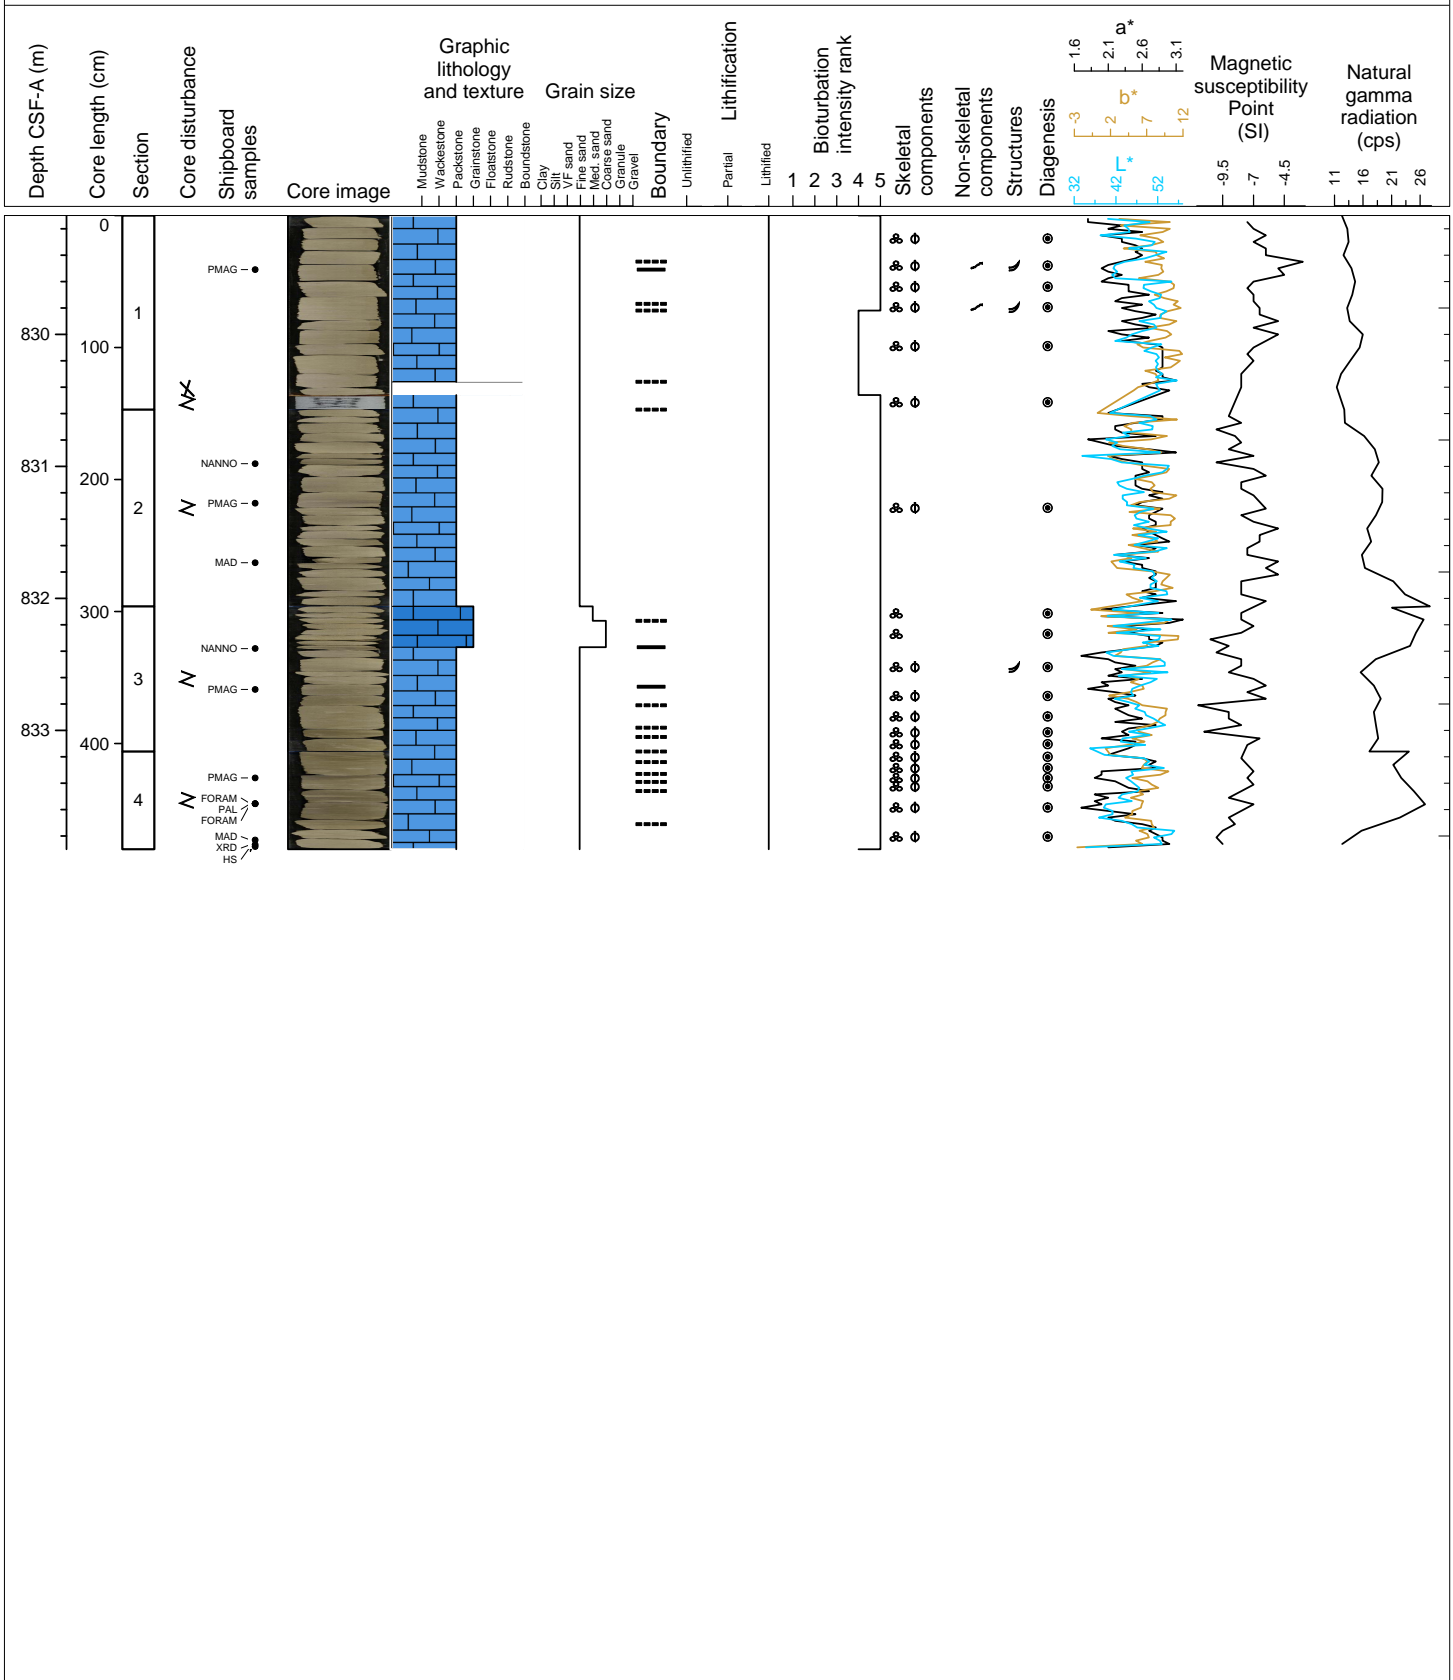 Depth CSF-A (m)
Core length (cm)
Section
Core disturbance
Shipboard
samples
Core image
Graphic
lithology
and texture
Mudstone
Wackestone
Packstone
Grainstone
Floatstone
Rudstone
Boundstone
Grain size
Clay
Silt
VF sand
Fine sand
Med. sand
Coarse sand
Granule
Gravel
Boundary
Lithification
Unlithified
Partial
Lithified
Bioturbation
intensity rank
1 2 3 4 5
Skeletal
components
Non-skeletal
components
Structures
Diagenesis
a*
1.6 2.1 2.6 3.1
b*
-3 2 7 12
L*
32 42 52
Magnetic
susceptibility
Point
(SI)
-9.5 -7 -4.5
Natural
gamma
radiation
(cps)
11 16 21 26
0
PMAG
1
830
100
NANNO
831
200
2
PMAG
MAD
832
300
NANNO
3
PMAG
833
400
PMAG
4
FORAM
PAL
FORAM
MAD
XRD
HS